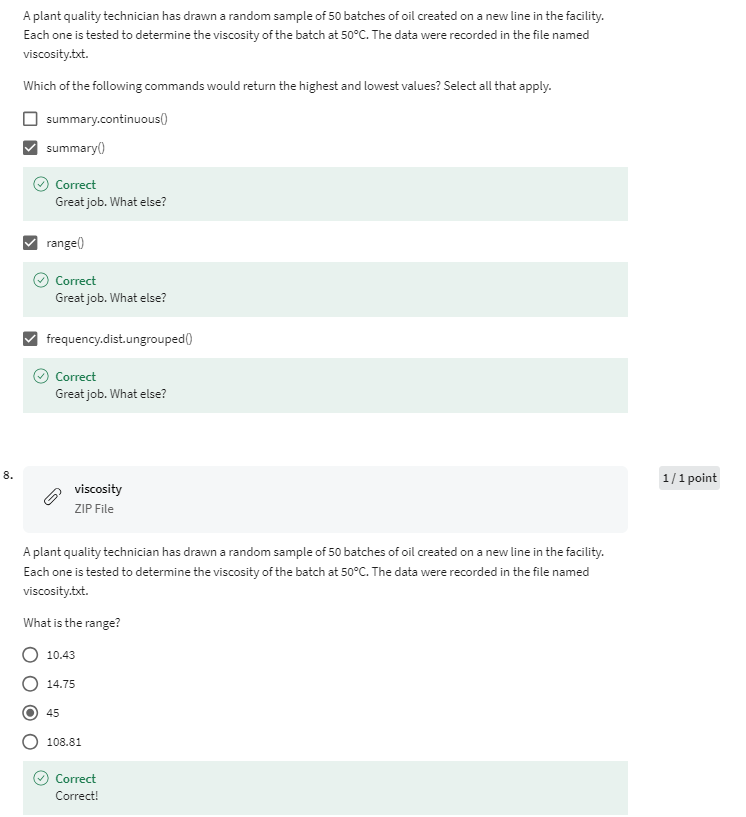 A plant quality technician has drawn a random sample of 50 batches of oil created on a new line in the facility.
Each one is tested to determine the viscosity of the batch at 50°C. The data were recorded in the file named
viscosity.txt.
Which of the following commands would return the highest and lowest values? Select all that apply.
summary.continuous()
summary()
Correct
Great job. What else?
range()
Correct
Great job. What else?
frequency.dist.ungrouped()
Correct
Great job. What else?
8.
viscosity
1 / 1 point
ZIP File
A plant quality technician has drawn a random sample of 50 batches of oil created on a new line in the facility.
Each one is tested to determine the viscosity of the batch at 50°C. The data were recorded in the file named
viscosity.txt.
What is the range?
10.43
14.75
45
108.81
Correct
Correct!